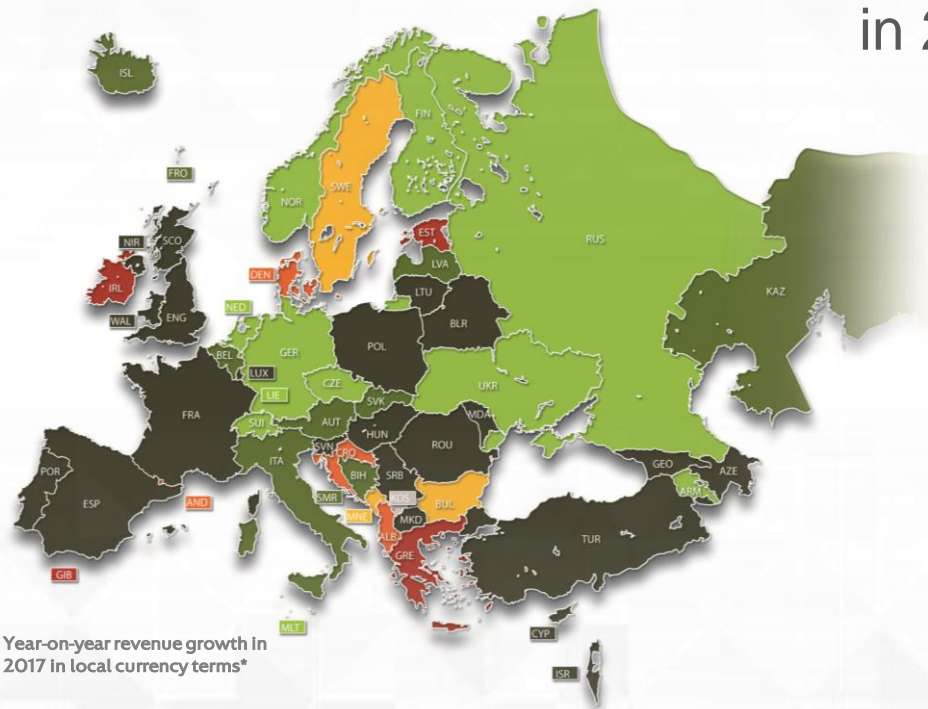 in 2
ISL
FRO
FIN
SWE
NOR
RUS
NIR
SCO
EST
DEN
LVA
IRL
KAZ
LTU
NED
WAL
ENG
BLR
POL
GER
BEL
LUX
CZE
UKR
LIE
SVK
FRA
SUI
AUT
MDA
HUN
ROU
SVN
CRO
ITA
GEO
AZE
POR
BIH
SRB
ARM
ESP
AND
SMR
KOS
BUL
MNE
MKD
ALB
TUR
GRE
GIB
MLT
CYP
Year-on-year revenue growth in
2017 in local currency terms*
ISR